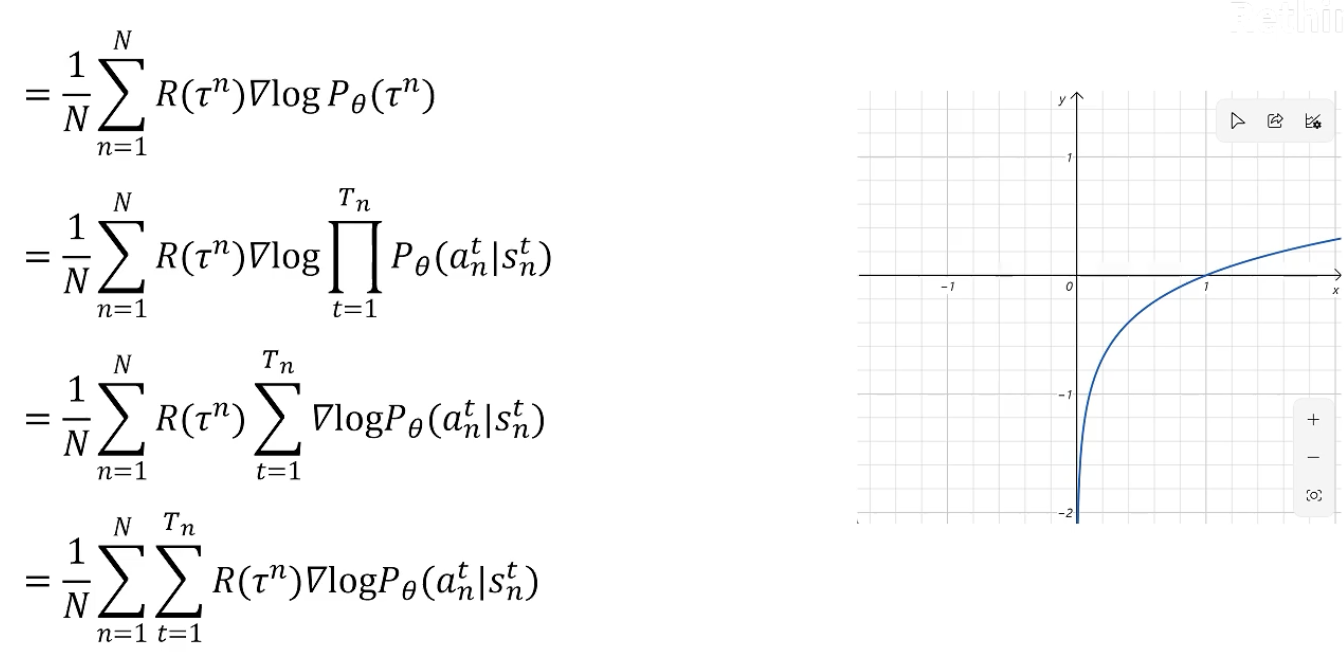 = 1/N ∑_{n=1}^{N} R(τ^n)∇log P_θ(τ^n)
= 1/N ∑_{n=1}^{N} R(τ^n)∇log ∏_{t=1}^{T_n} P_θ(a_n^t|s_n^t)
= 1/N ∑_{n=1}^{N} R(τ^n) ∑_{t=1}^{T_n} ∇logP_θ(a_n^t|s_n^t)
= 1/N ∑_{n=1}^{N} ∑_{t=1}^{T_n} R(τ^n)∇logP_θ(a_n^t|s_n^t)
y
1
-1 0 1 x
-1
-2